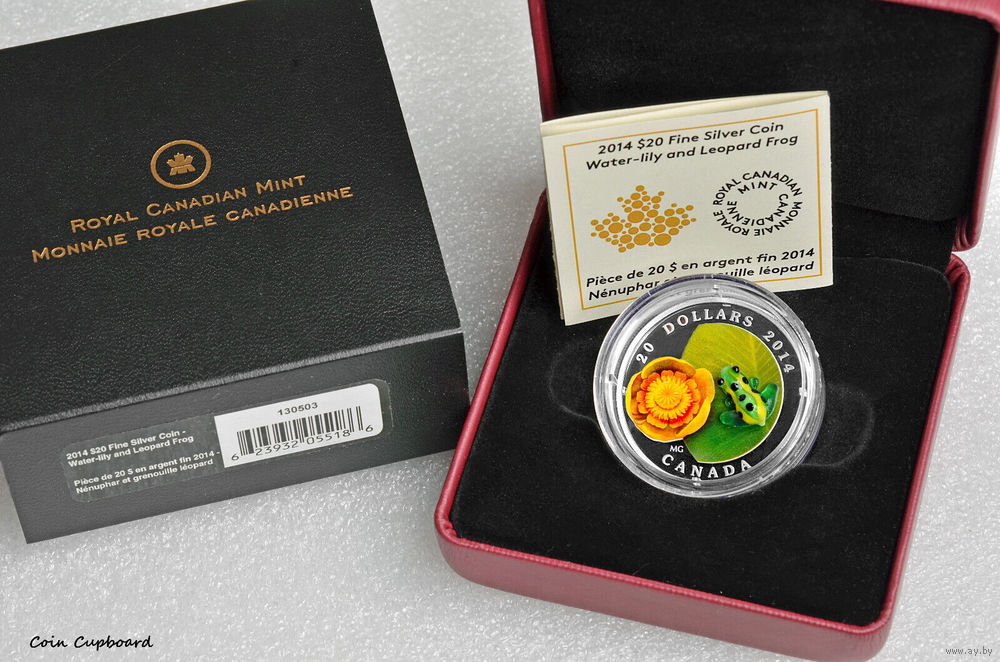 ROYAL CANADIAN MINT
MONNAIE ROYALE CANADIENNE
130503
6 23932 05518 6
2014 $20 Fine Silver Coin -
Water-lily and Leopard Frog
Pièce de 20 $ en argent fin 2014 -
Nénuphar et grenouille léopard
2014 $20 Fine Silver Coin
Water-lily and Leopard Frog
ROYAL CANADIAN MINT
MONNAIE ROYALE CANADIENNE
Pièce de 20 $ en argent fin 2014
Nénuphar et grenouille léopard
20 DOLLARS 2014
MG
CANADA
Coin Cupboard
www.ay.by